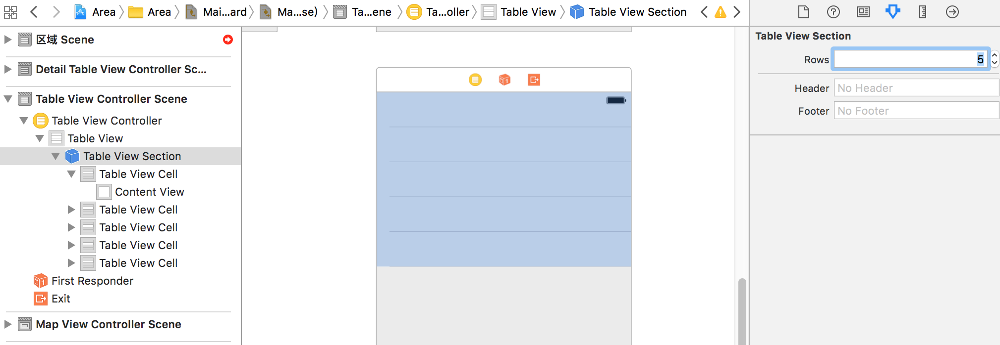 Area Area Mai...ard Ma...se) Ta...ene Ta...oller Table View Table View Section
区域 Scene
Detail Table View Controller Sc...
Table View Controller Scene
Table View Controller
Table View
Table View Section
Table View Cell
Content View
Table View Cell
Table View Cell
Table View Cell
Table View Cell
First Responder
Exit
Map View Controller Scene
Table View Section
Rows 5
Header No Header
Footer No Footer